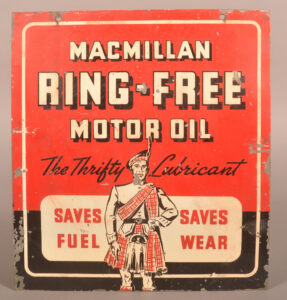 MACMILLAN
RING-FREE
MOTOR OIL
The Thrifty Lubricant
SAVES SAVES
FUEL WEAR